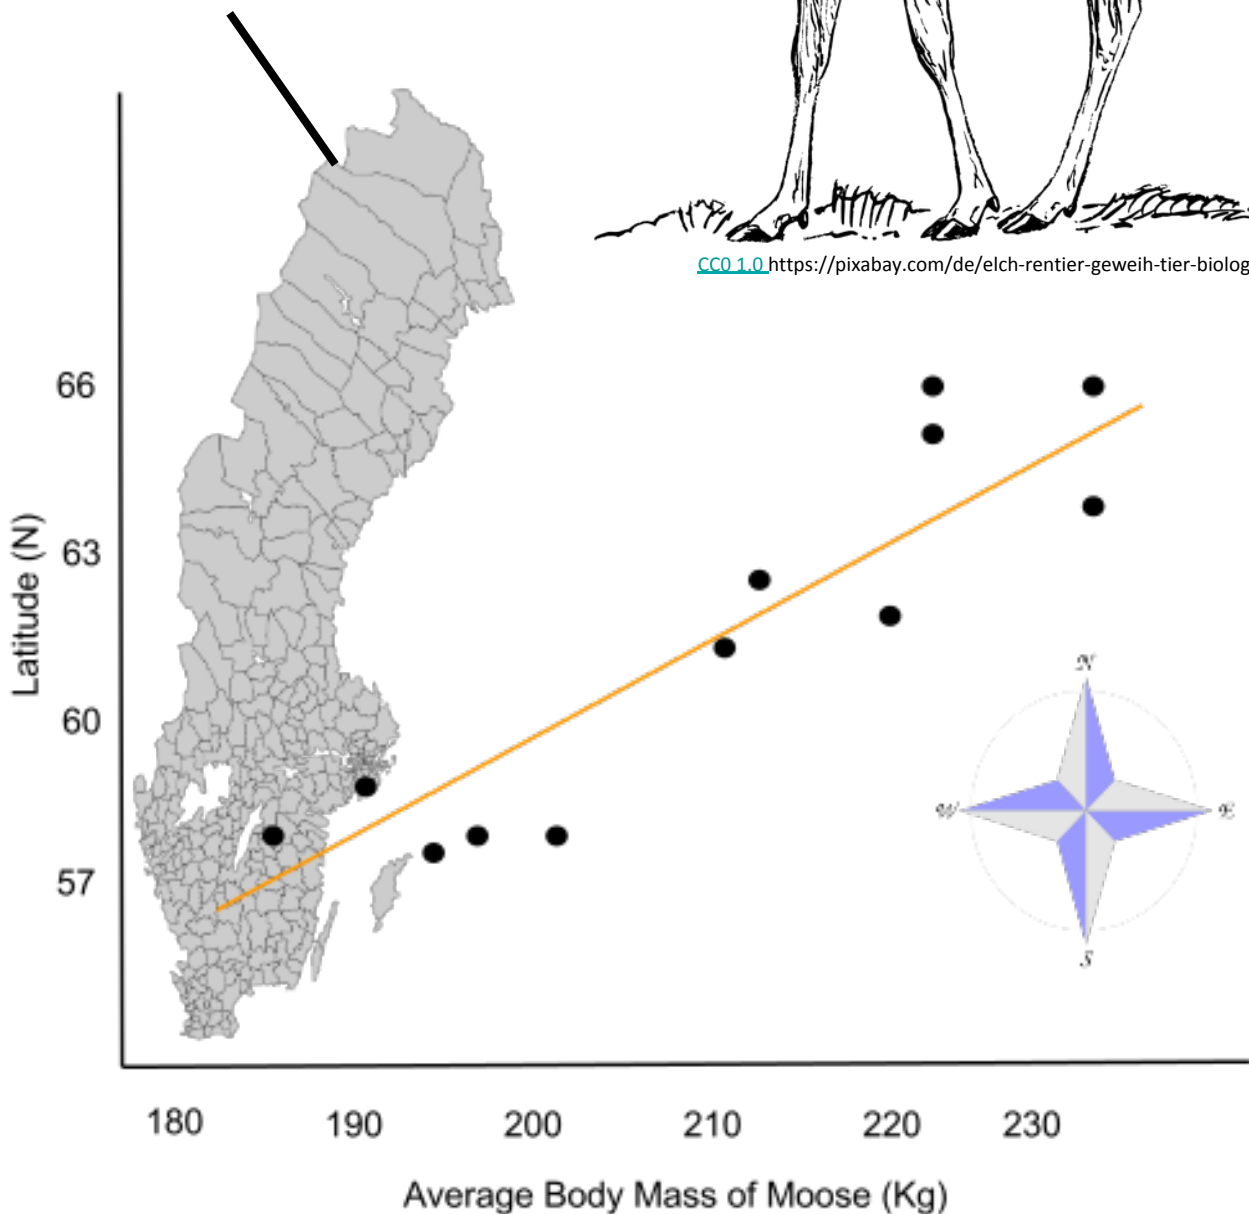 CC0 1.0 https://pixabay.com/de/elch-rentier-geweih-tier-biolog
66
63
60
57
Latitude (N)
N
W
E
S
180 190 200 210 220 230
Average Body Mass of Moose (Kg)